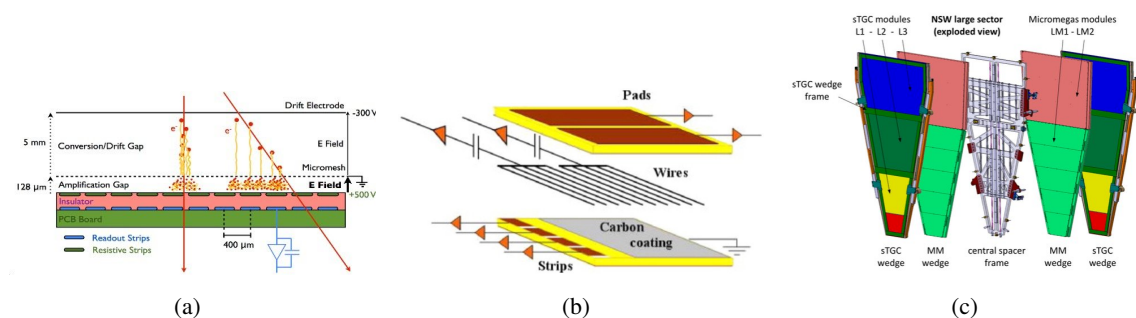 Drift Electrode
-300 V
e⁻
e⁻
5 mm
Conversion/Drift Gap
E Field
Micromesh
128 μm
Amplification Gap
E Field
+500 V
Insulator
PCB Board
Readout Strips
Resistive Strips
400 μm
(a)
Pads
Wires
Carbon
coating
Strips
(b)
sTGC modules
L1 - L2 - L3
NSW large sector
(exploded view)
Micromegas modules
LM1 - LM2
sTGC wedge
frame
sTGC
wedge
MM
wedge
central spacer
frame
MM
wedge
sTGC
wedge
(c)